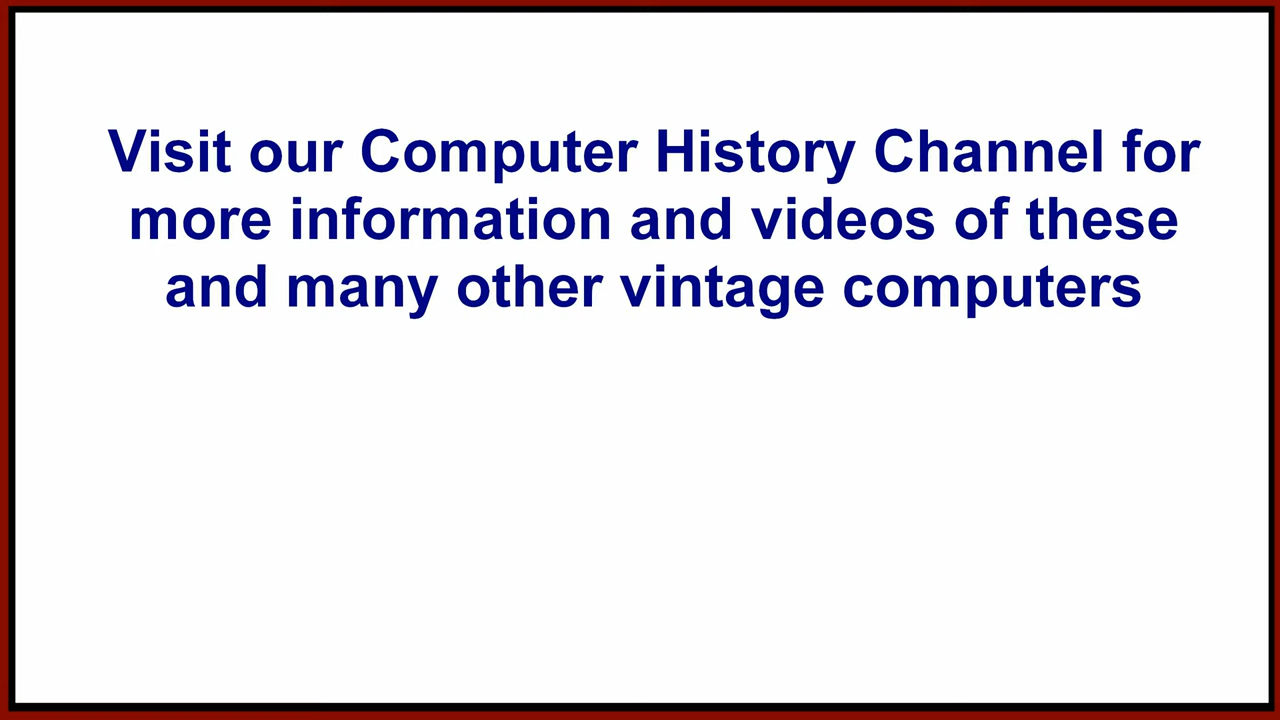 Visit our Computer History Channel for
more information and videos of these
and many other vintage computers